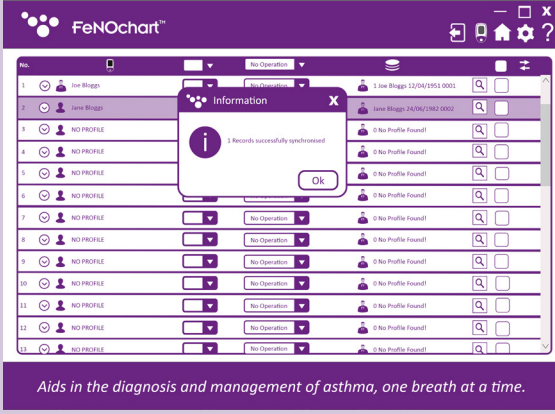 FeNOchart™
X
?
No. No Operation
1 Joe Bloggs No Operation 1 Joe Bloggs 12/04/1951 0001
2 Jane Bloggs Jane Bloggs 24/06/1982 0002
Information X
1 Records successfully synchronised
Ok
3 NO PROFILE 0 No Profile Found!
4 NO PROFILE 0 No Profile Found!
5 NO PROFILE 0 No Profile Found!
6 NO PROFILE No Operation 0 No Profile Found!
7 NO PROFILE No Operation 0 No Profile Found!
8 NO PROFILE No Operation 0 No Profile Found!
9 NO PROFILE No Operation 0 No Profile Found!
10 NO PROFILE No Operation 0 No Profile Found!
11 NO PROFILE No Operation 0 No Profile Found!
12 NO PROFILE No Operation 0 No Profile Found!
13 NO PROFILE No Operation 0 No Profile Found!
Aids in the diagnosis and management of asthma, one breath at a time.